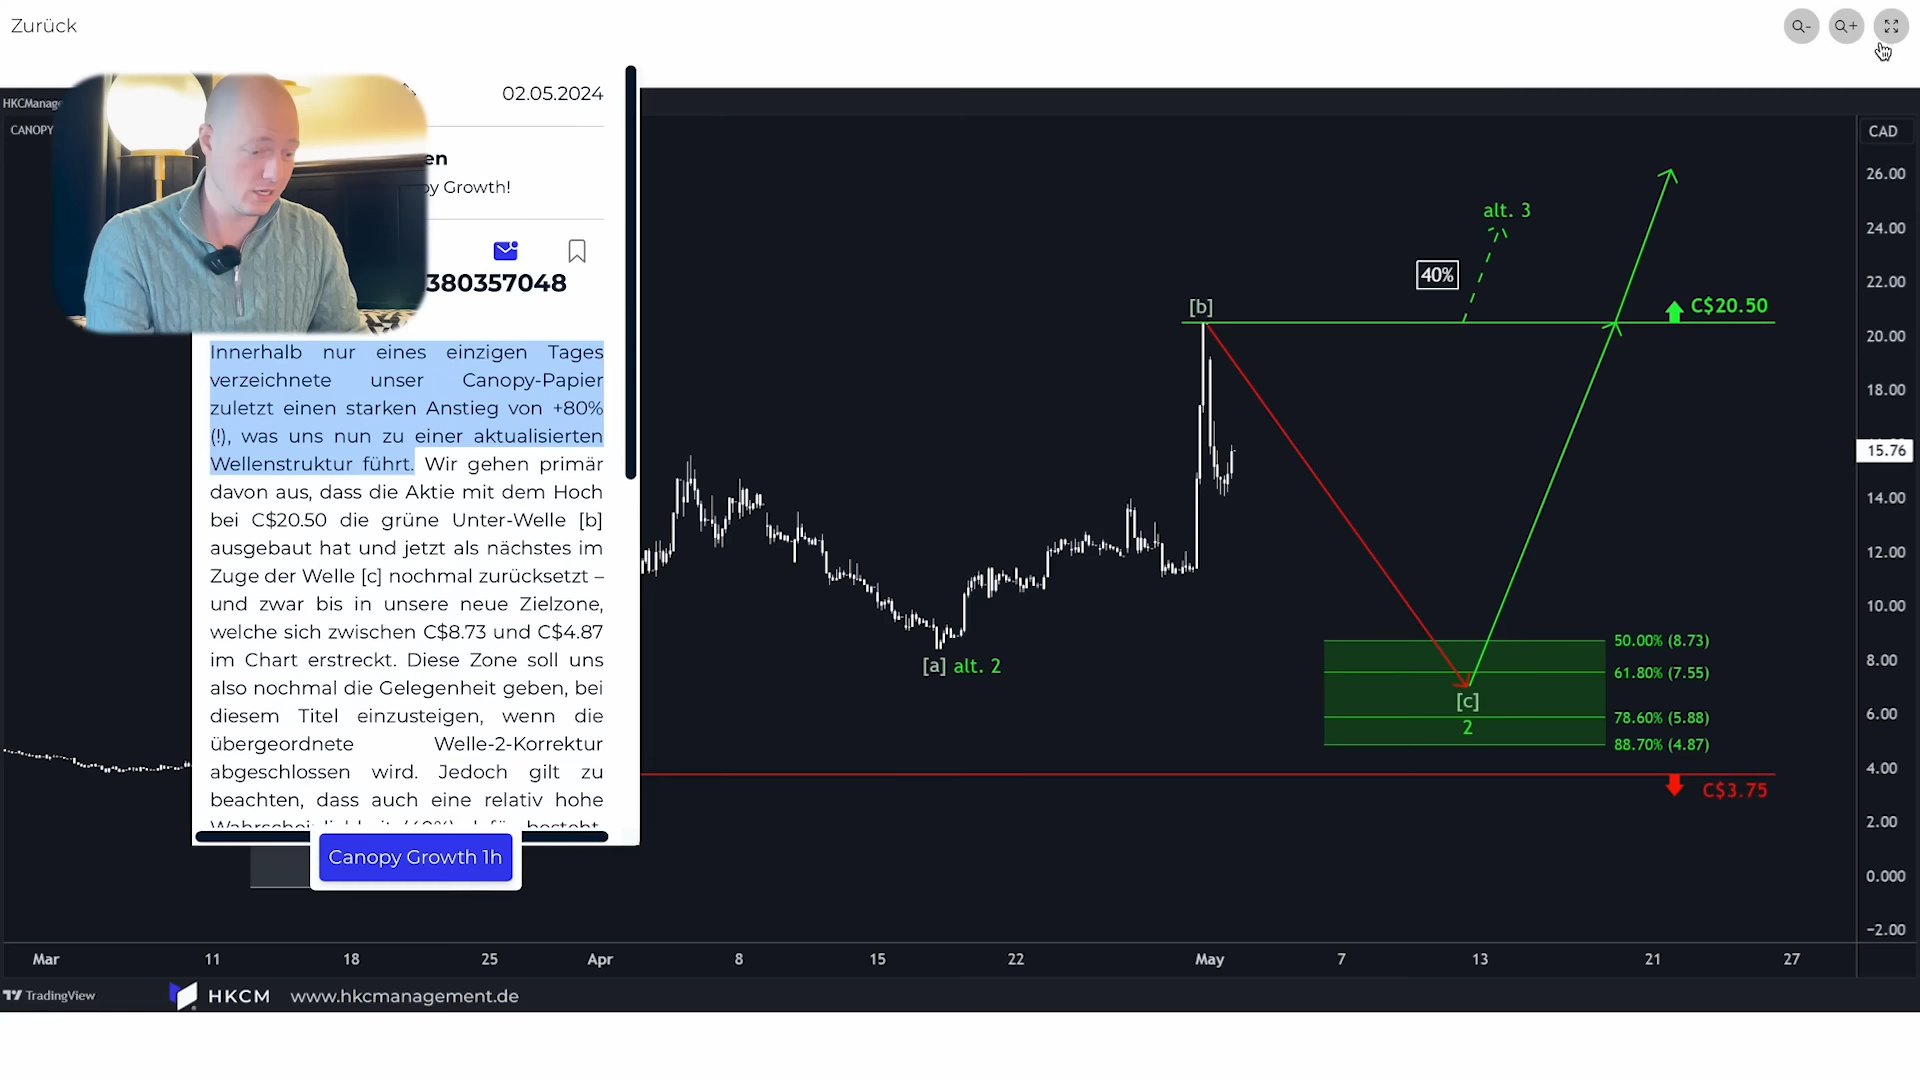 Zurück
HKCManage
CANOPY
02.05.2024
en
by Growth!
380357048
Innerhalb nur eines einzigen Tages
verzeichnete unser Canopy-Papier
zuletzt einen starken Anstieg von +80%
(!), was uns nun zu einer aktualisierten
Wellenstruktur führt. Wir gehen primär
davon aus, dass die Aktie mit dem Hoch
bei C$20.50 die grüne Unter-Welle [b]
ausgebaut hat und jetzt als nächstes im
Zuge der Welle [c] nochmal zurücksetzt –
und zwar bis in unsere neue Zielzone,
welche sich zwischen C$8.73 und C$4.87
im Chart erstreckt. Diese Zone soll uns
also nochmal die Gelegenheit geben, bei
diesem Titel einzusteigen, wenn die
übergeordnete Welle-2-Korrektur
abgeschlossen wird. Jedoch gilt zu
beachten, dass auch eine relativ hohe
Canopy Growth 1h
[a] alt. 2
[b]
40%
alt. 3
C$20.50
[c]
2
50.00% (8.73)
61.80% (7.55)
78.60% (5.88)
88.70% (4.87)
C$3.75
CAD
26.00
24.00
22.00
20.00
18.00
15.76
14.00
12.00
10.00
8.00
6.00
4.00
2.00
0.000
−2.00
Mar 11 18 25 Apr 8 15 22 May 7 13 21 27
TradingView HKCM www.hkcmanagement.de